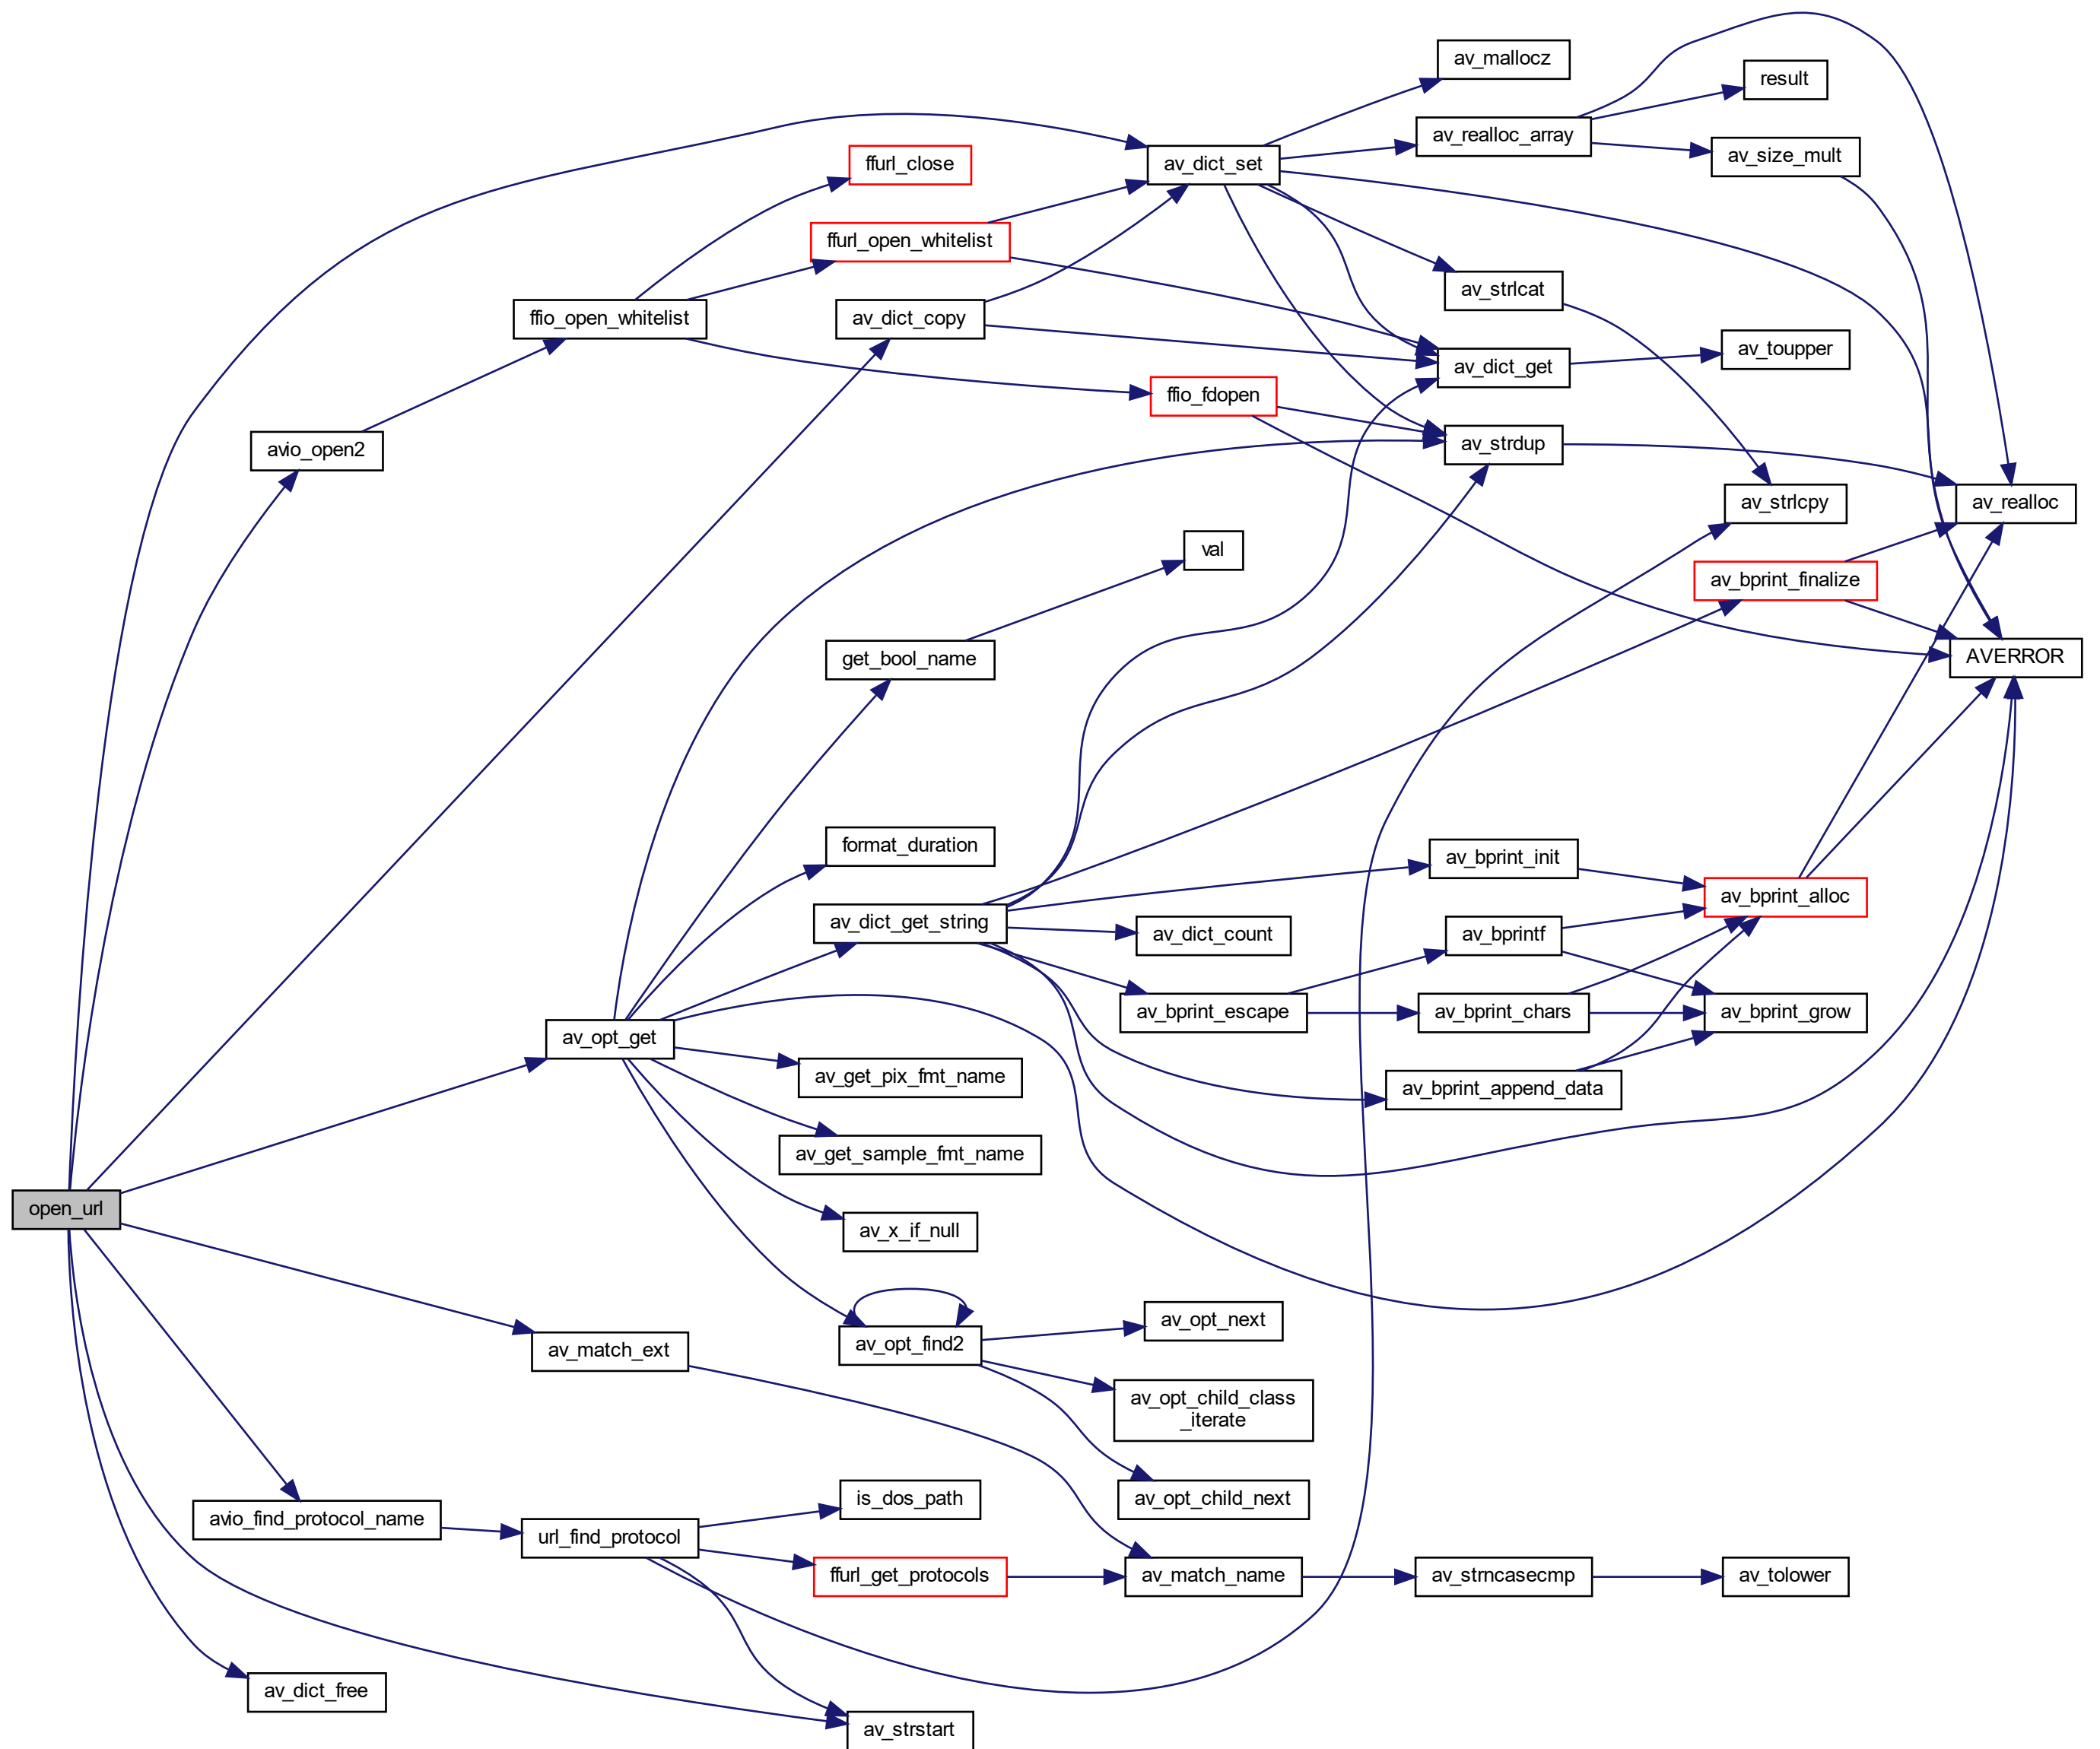 av_mallocz
result
av_realloc_array
av_size_mult
ffurl_close
av_dict_set
ffurl_open_whitelist
av_strlcat
ffio_open_whitelist
av_dict_copy
av_toupper
av_dict_get
ffio_fdopen
avio_open2
av_strdup
av_strlcpy
av_realloc
val
av_bprint_finalize
get_bool_name
AVERROR
format_duration
av_bprint_init
av_bprint_alloc
av_dict_get_string
av_dict_count
av_bprintf
av_bprint_escape
av_bprint_chars
av_bprint_grow
av_opt_get
av_get_pix_fmt_name
av_bprint_append_data
av_get_sample_fmt_name
open_url
av_x_if_null
av_opt_next
av_match_ext
av_opt_find2
av_opt_child_class
_iterate
av_opt_child_next
is_dos_path
avio_find_protocol_name
url_find_protocol
ffurl_get_protocols
av_match_name
av_strncasecmp
av_tolower
av_dict_free
av_strstart